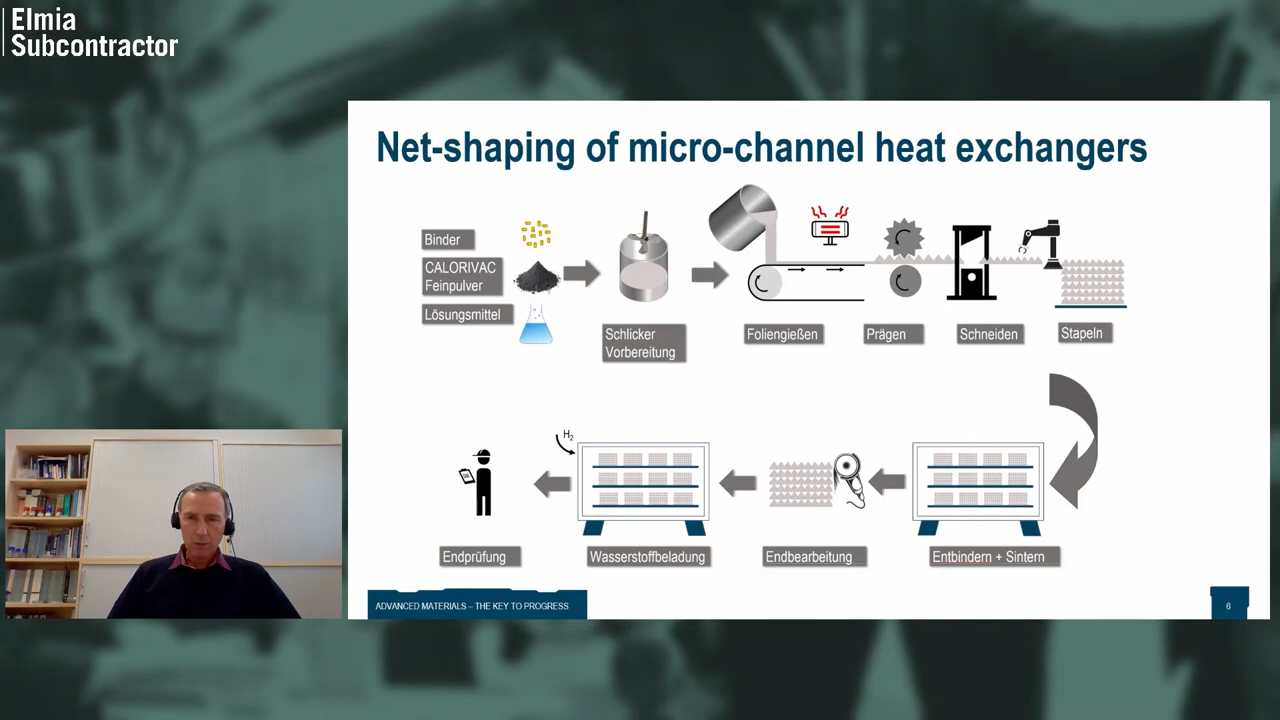 Elmia
Subcontractor
Net-shaping of micro-channel heat exchangers
Binder
CALORIVAC
Feinpulver
Lösungsmittel
Schlicker
Vorbereitung
Foliengießen
Prägen
Schneiden
Stapeln
H2
Endprüfung
Wasserstoffbeladung
Endbearbeitung
Entbindern + Sintern
ADVANCED MATERIALS – THE KEY TO PROGRESS
6